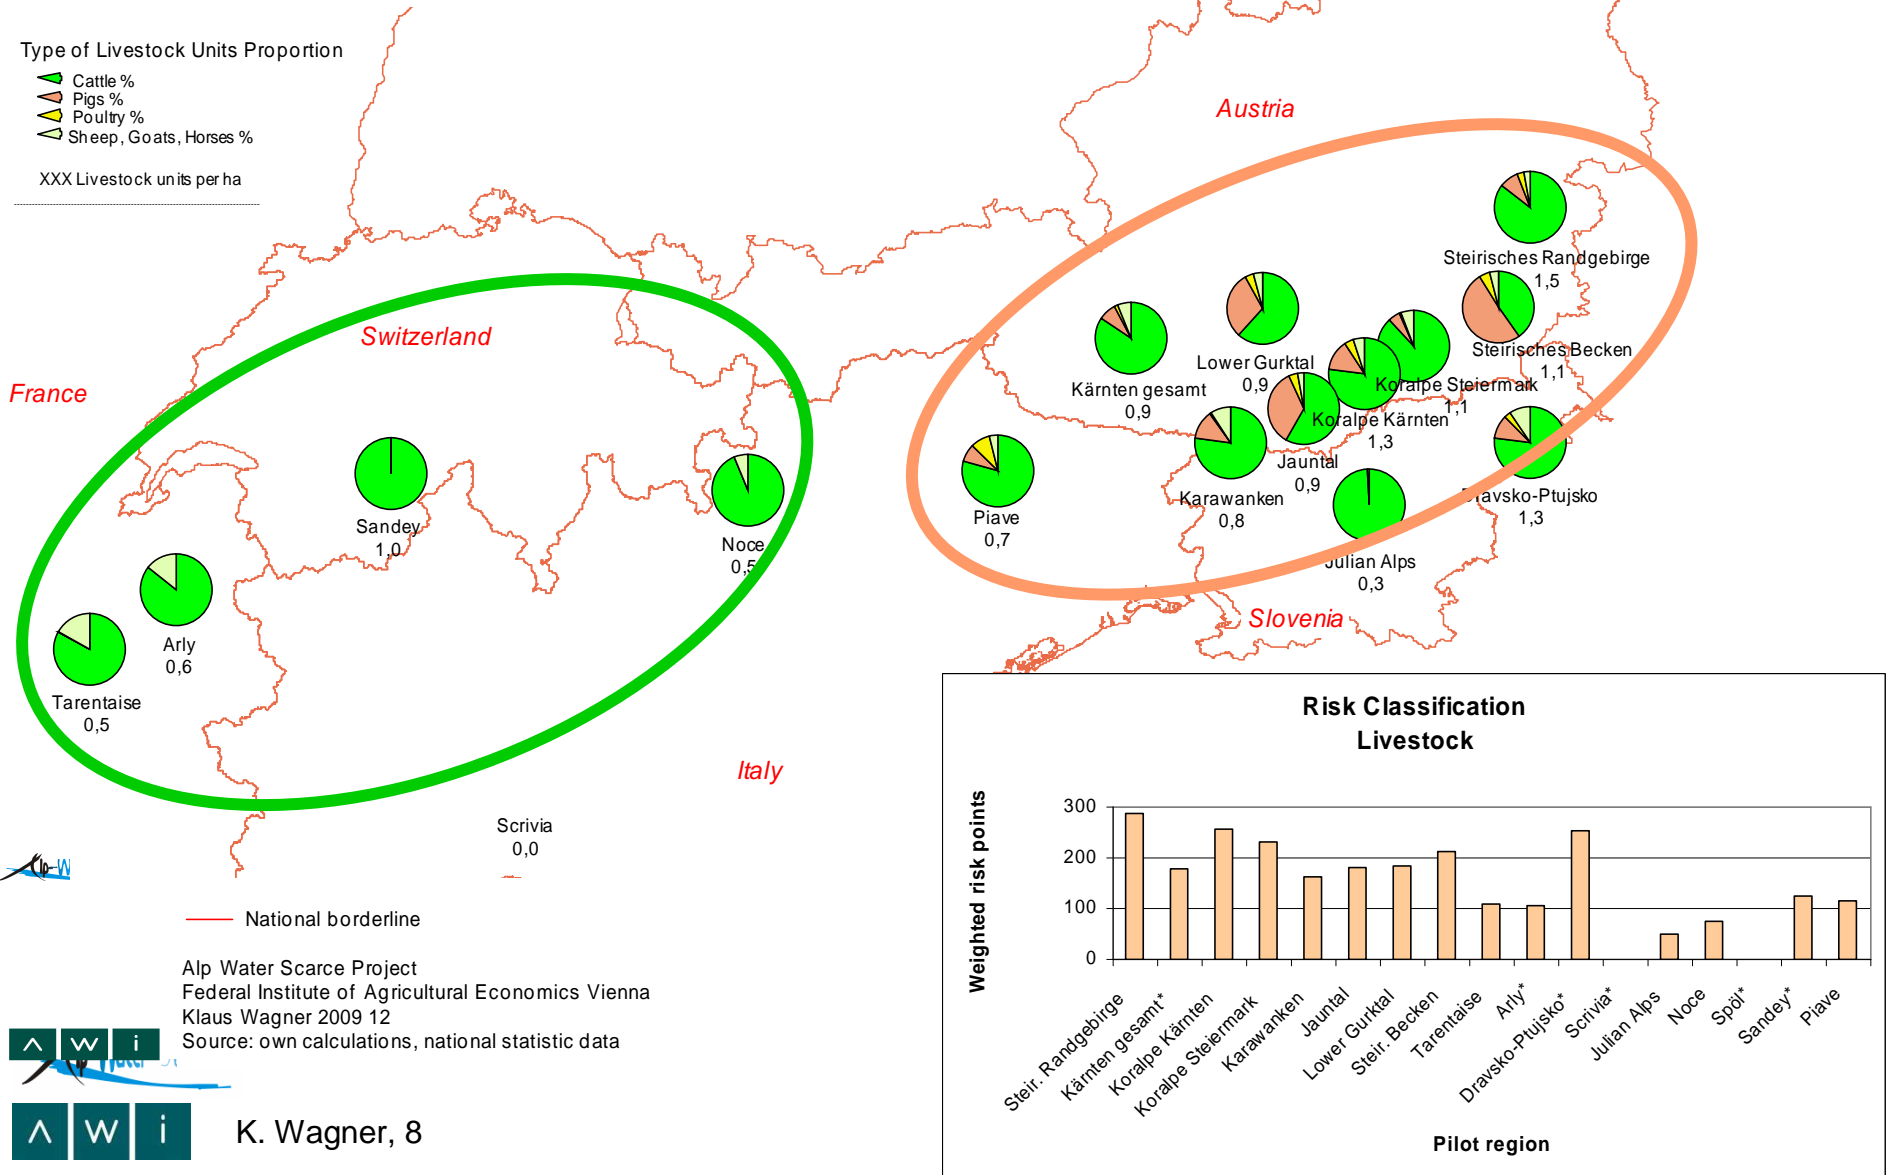 Type of Livestock Units Proportion
Cattle %
Pigs %
Poultry %
Sheep, Goats, Horses %
XXX Livestock units per ha
Austria
Switzerland
France
Italy
Slovenia
Steirisches Randgebirge
1,5
Steirisches Becken
1,1
Lower Gurktal
0,9
Kärnten gesamt
0,9
Koralpe Steiermark
1,1
Koralpe Kärnten
1,3
Jauntal
0,9
Karawanken
0,8
Dravsko-Ptujsko
1,3
Julian Alps
0,3
Piave
0,7
Sandey
1,0
Noce
0,5
Arly
0,6
Tarentaise
0,5
Scrivia
0,0
National borderline
Alp Water Scarce Project
Federal Institute of Agricultural Economics Vienna
Klaus Wagner 2009 12
Source: own calculations, national statistic data
A W i
A W i
K. Wagner, 8
Risk Classification
Livestock
Weighted risk points
300
200
100
0
Steir. Randgebirge
Kärnten gesamt*
Koralpe Kärnten
Koralpe Steiermark
Karawanken
Jauntal
Lower Gurktal
Steir. Becken
Tarentaise
Arly*
Dravsko-Ptujsko*
Scrivia*
Julian Alps
Noce
Spöl*
Sandey*
Piave
Pilot region